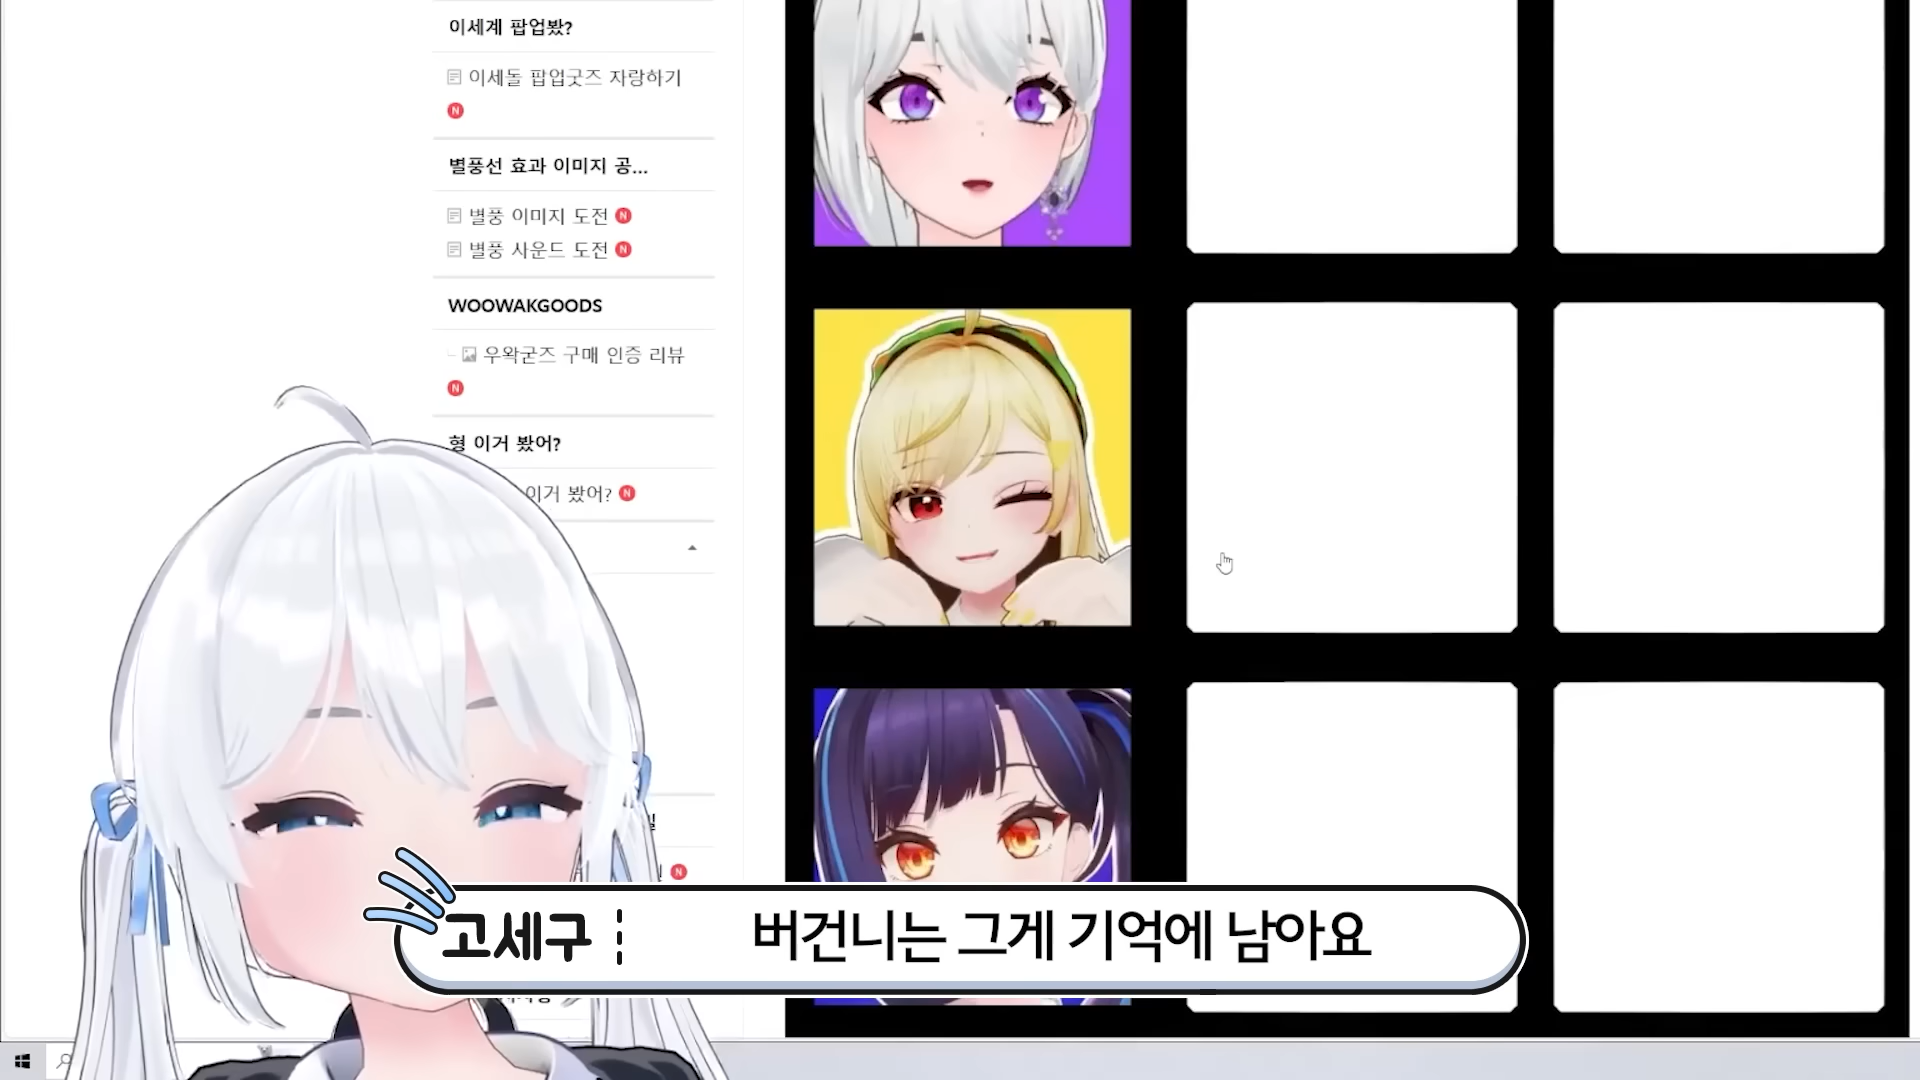 이세계 팝업봤?
이세돌 팝업굿즈 자랑하기
N
별풍선 효과 이미지 공...
별풍 이미지 도전 N
별풍 사운드 도전 N
WOOWAKGOODS
우왁굳즈 구매 인증 리뷰
N
형 이거 봤어?
이거 봤어? N
N
고세구
버건니는 그게 기억에 남아요